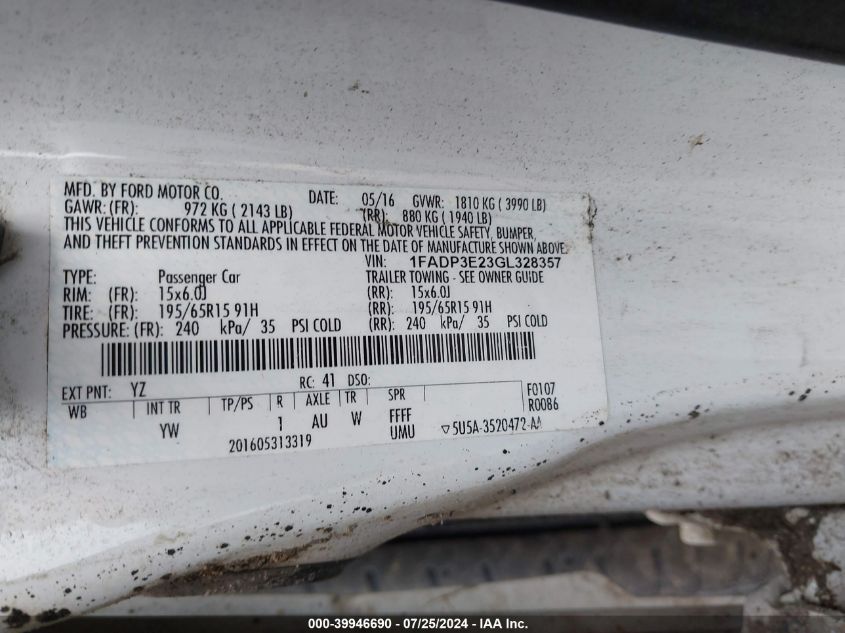 MFD. BY FORD MOTOR CO. DATE: 05/16 GVWR: 1810 KG ( 3990 LB)
GAWR: (FR): 972 KG ( 2143 LB) (RR): 880 KG ( 1940 LB)
THIS VEHICLE CONFORMS TO ALL APPLICABLE FEDERAL MOTOR VEHICLE SAFETY, BUMPER,
AND THEFT PREVENTION STANDARDS IN EFFECT ON THE DATE OF MANUFACTURE SHOWN ABOVE.
VIN: 1FADP3E23GL328357
TYPE: Passenger Car TRAILER TOWING - SEE OWNER GUIDE
RIM: (FR): 15x6.0J (RR): 15x6.0J
TIRE: (FR): 195/65R15 91H (RR): 195/65R15 91H
PRESSURE: (FR): 240 kPa/ 35 PSI COLD (RR): 240 kPa/ 35 PSI COLD
EXT PNT: YZ RC: 41 DSO: F0107
WB INT TR TP/PS R AXLE TR SPR R0086
YW 1 AU W FFFF
201605313319 UMU ▽5U5A-3520472-AA
000-39946690 - 07/25/2024 - IAA Inc.